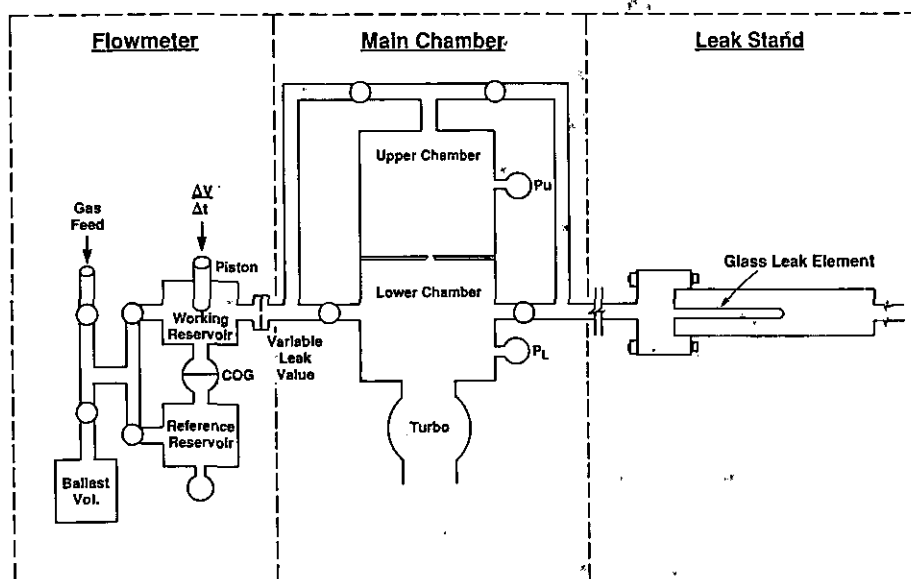 Flowmeter
Main Chamber
Leak Stand
Upper Chamber
Pu
ΔV
Δt
Gas
Feed
Piston
Glass Leak Element
Lower Chamber
Working
Reservoir
Variable
Leak
Value
PL
COG
Reference
Reservoir
Turbo
Ballast
Vol.